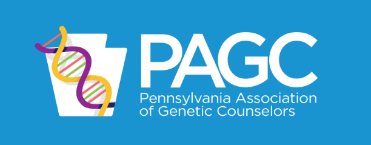 PAGC
Pennsylvania Association
of Genetic Counselors